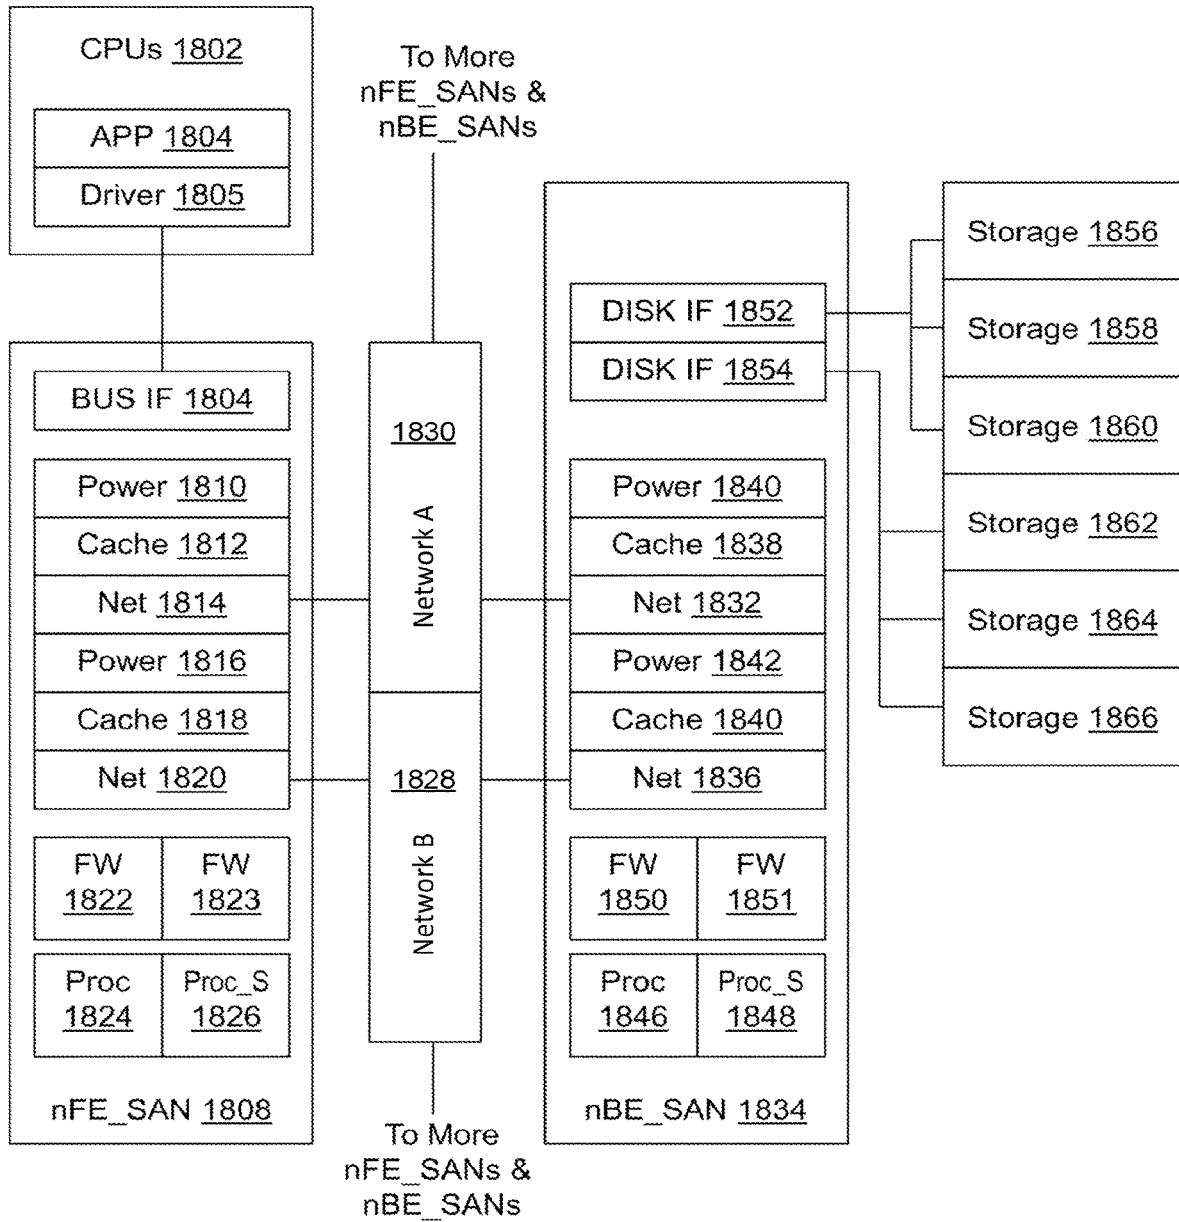 CPUs 1802
APP 1804
Driver 1805
To More
nFE_SANs &
nBE_SANs
BUS IF 1804
Power 1810
Cache 1812
Net 1814
Power 1816
Cache 1818
Net 1820
FW
1822
FW
1823
Proc
1824
Proc_S
1826
nFE_SAN 1808
1830
Network A
1828
Network B
To More
nFE_SANs &
nBE_SANs
DISK IF 1852
DISK IF 1854
Power 1840
Cache 1838
Net 1832
Power 1842
Cache 1840
Net 1836
FW
1850
FW
1851
Proc
1846
Proc_S
1848
nBE_SAN 1834
Storage 1856
Storage 1858
Storage 1860
Storage 1862
Storage 1864
Storage 1866